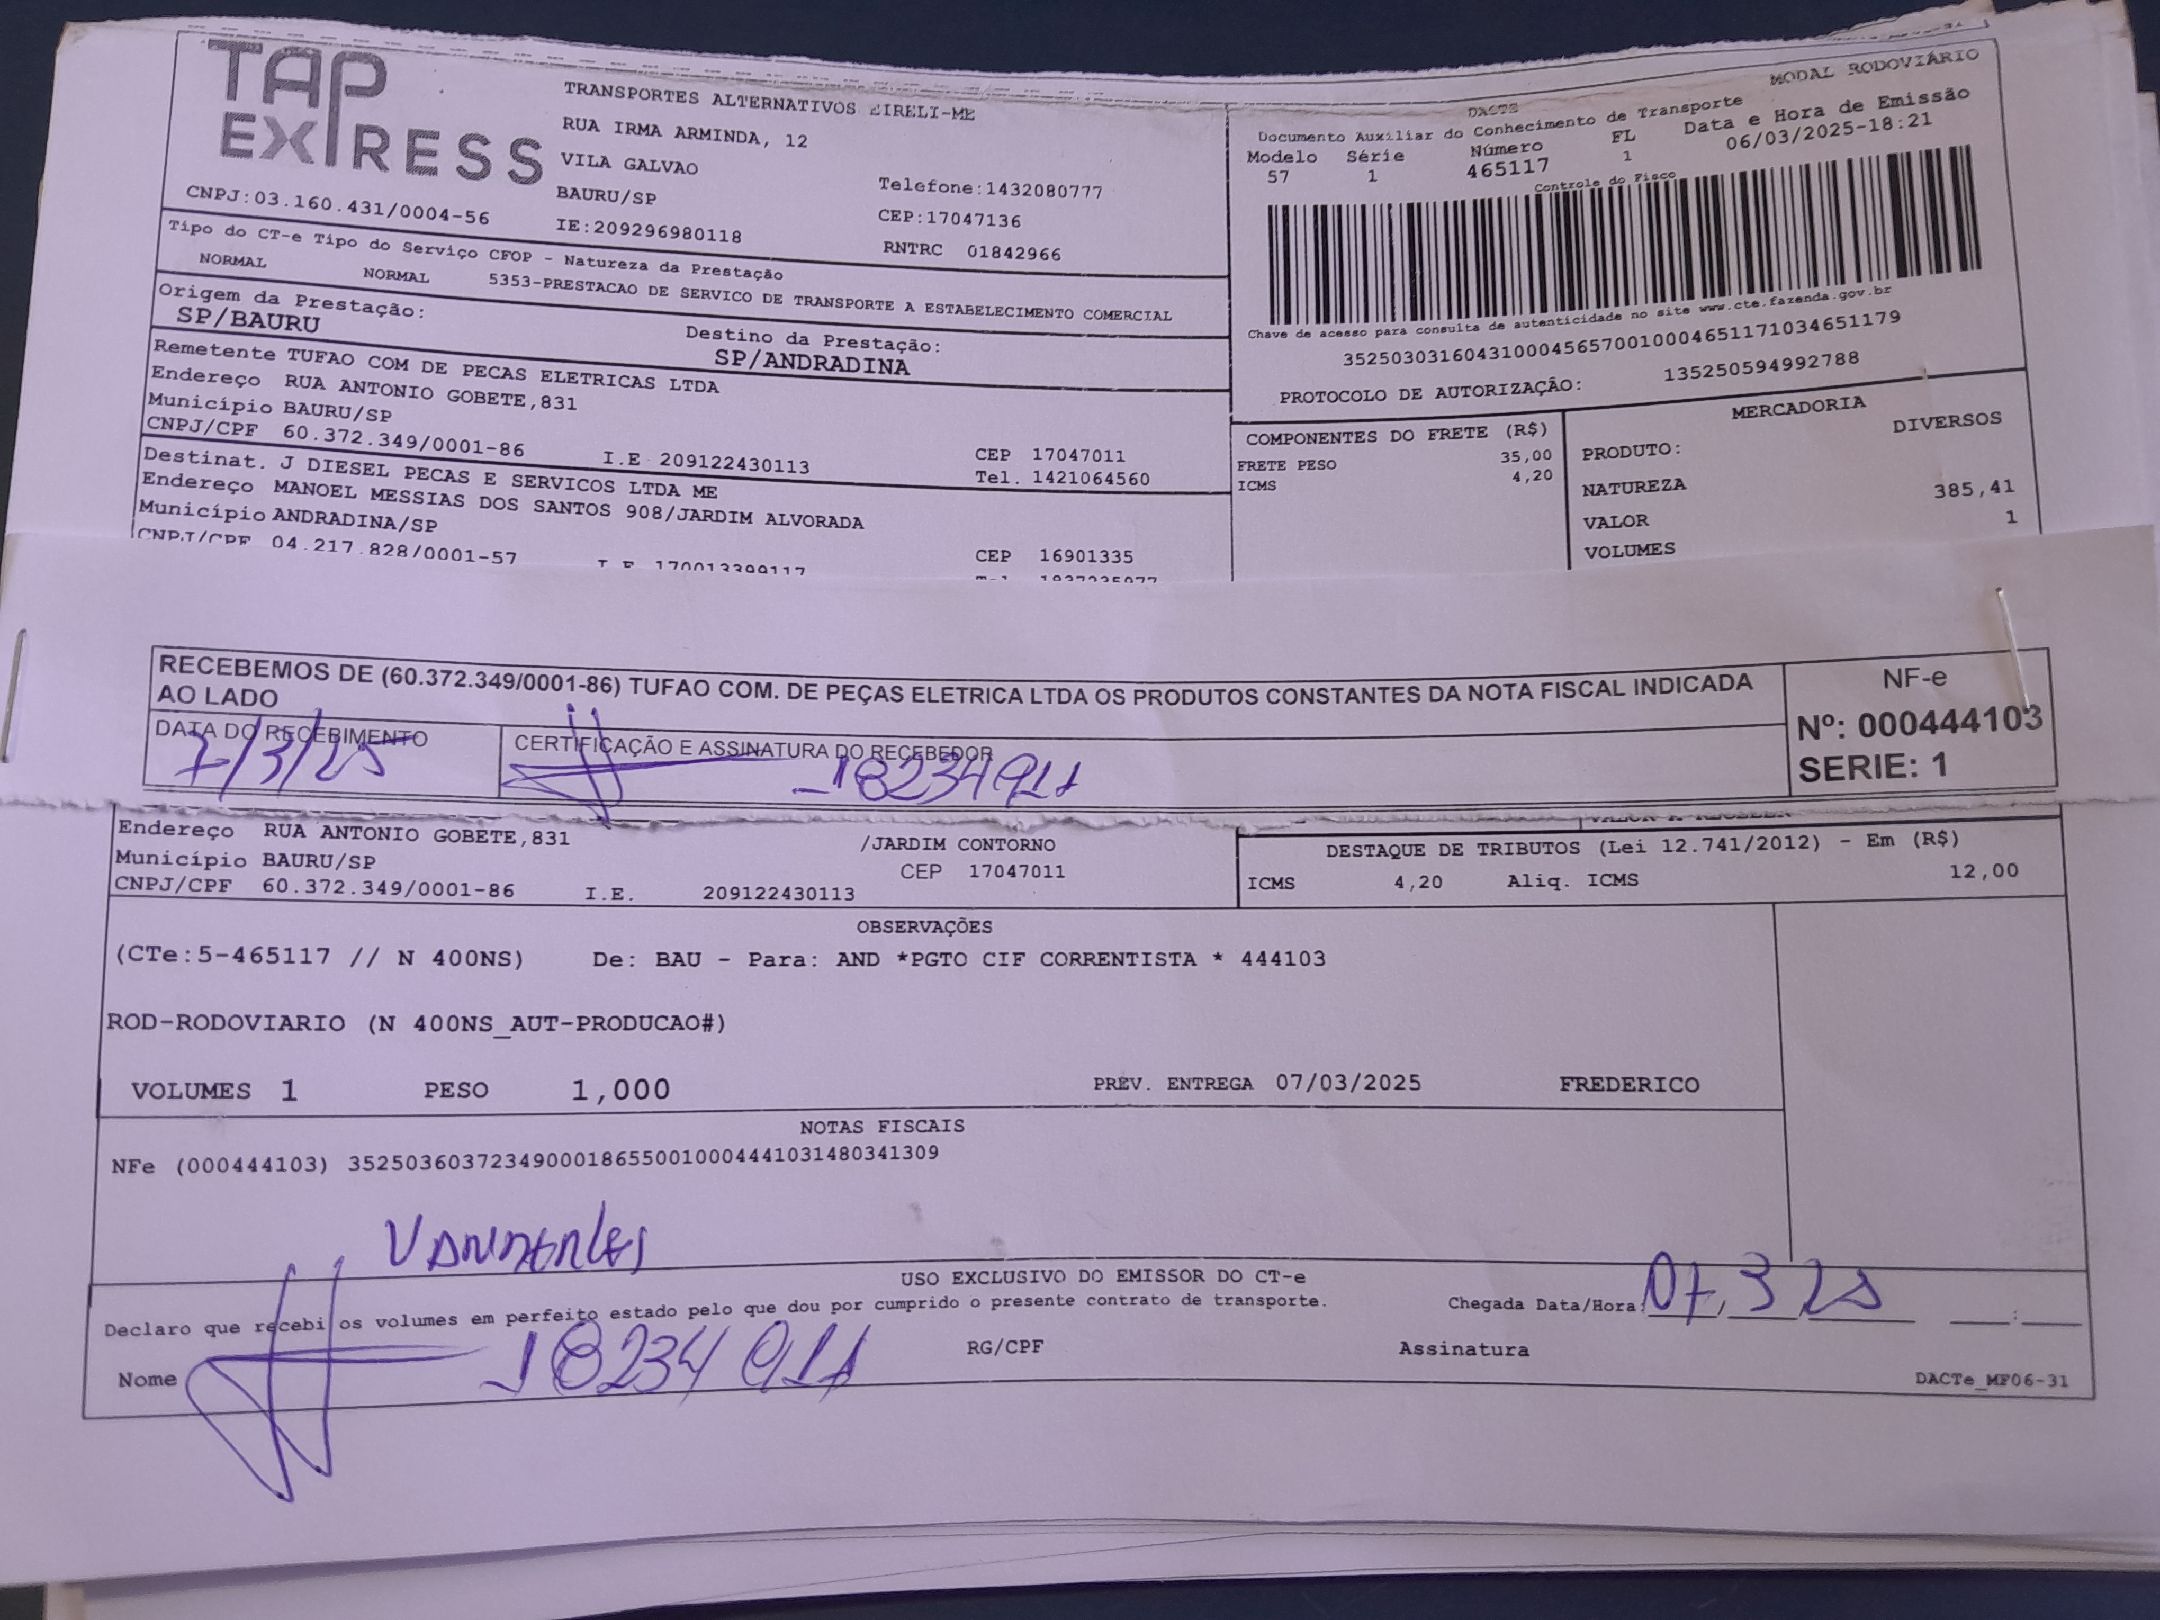 TAP EXPRESS
TRANSPORTES ALTERNATIVOS EIRELI-ME
RUA IRMA ARMINDA, 12
VILA GALVAO
BAURU/SP Telefone:1432080777
CEP:17047136
CNPJ:03.160.431/0004-56 IE:209296980118 RNTRC 01842966
DACTE MODAL RODOVIÁRIO
Documento Auxiliar do Conhecimento de Transporte
Modelo Série Número FL Data e Hora de Emissão
57 1 465117 1 06/03/2025-18:21
Controle do Fisco
Chave de acesso para consulta de autenticidade no site www.cte.fazenda.gov.br
35250303160431000456570010004651171034651179
PROTOCOLO DE AUTORIZAÇÃO: 135250594992788
Tipo do CT-e Tipo do Serviço CFOP - Natureza da Prestação
NORMAL NORMAL 5353-PRESTACAO DE SERVICO DE TRANSPORTE A ESTABELECIMENTO COMERCIAL
Origem da Prestação: Destino da Prestação:
SP/BAURU SP/ANDRADINA
Remetente TUFAO COM DE PECAS ELETRICAS LTDA
Endereço RUA ANTONIO GOBETE,831
Município BAURU/SP CEP 17047011
CNPJ/CPF 60.372.349/0001-86 I.E 209122430113 Tel. 1421064560
Destinat. J DIESEL PECAS E SERVICOS LTDA ME
Endereço MANOEL MESSIAS DOS SANTOS 908/JARDIM ALVORADA
Município ANDRADINA/SP CEP 16901335
CNPJ/CPF 04.217.828/0001-57 I.E 170013399117
COMPONENTES DO FRETE (R$)
FRETE PESO 35,00
ICMS 4,20
MERCADORIA
PRODUTO: DIVERSOS
NATUREZA
VALOR 385,41
VOLUMES 1
RECEBEMOS DE (60.372.349/0001-86) TUFAO COM. DE PEÇAS ELETRICA LTDA OS PRODUTOS CONSTANTES DA NOTA FISCAL INDICADA
AO LADO
NF-e
Nº: 000444103
SERIE: 1
DATA DO RECEBIMENTO CERTIFICAÇÃO E ASSINATURA DO RECEBEDOR
7/3/25
Endereço RUA ANTONIO GOBETE,831 /JARDIM CONTORNO
Município BAURU/SP CEP 17047011
CNPJ/CPF 60.372.349/0001-86 I.E. 209122430113
DESTAQUE DE TRIBUTOS (Lei 12.741/2012) - Em (R$)
ICMS 4,20 Aliq. ICMS 12,00
OBSERVAÇÕES
(CTe:5-465117 // N 400NS) De: BAU - Para: AND *PGTO CIF CORRENTISTA * 444103
ROD-RODOVIARIO (N 400NS_AUT-PRODUCAO#)
VOLUMES 1 PESO 1,000 PREV. ENTREGA 07/03/2025 FREDERICO
NOTAS FISCAIS
NFe (000444103) 35250360372349000186550010004441031480341309
USO EXCLUSIVO DO EMISSOR DO CT-e
Declaro que recebi os volumes em perfeito estado pelo que dou por cumprido o presente contrato de transporte. Chegada Data/Hora: 07,3,25
Nome RG/CPF Assinatura
DACTe_MF06-31